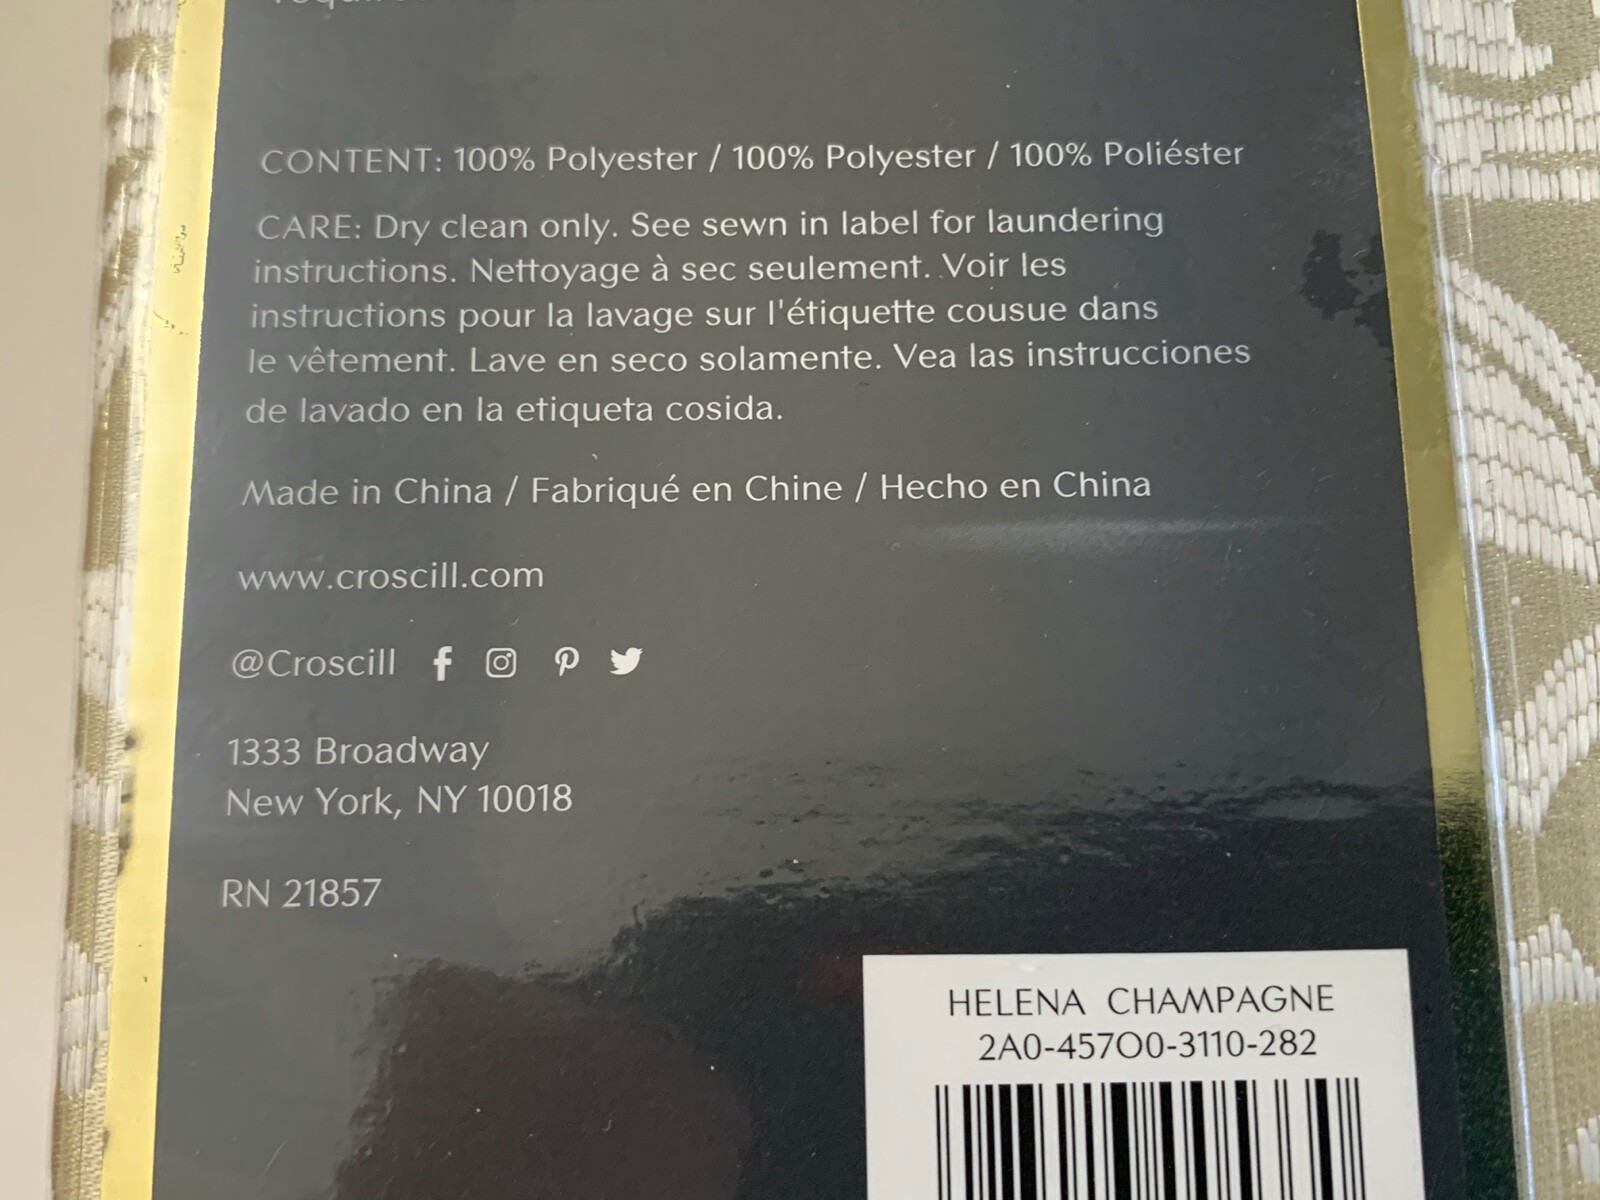 CONTENT: 100% Polyester / 100% Polyester / 100% Poliéster
CARE: Dry clean only. See sewn in label for laundering
instructions. Nettoyage à sec seulement. Voir les
instructions pour la lavage sur l'étiquette cousue dans
le vêtement. Lave en seco solamente. Vea las instrucciones
de lavado en la etiqueta cosida.
Made in China / Fabriqué en Chine / Hecho en China
www.croscill.com
@Croscill
1333 Broadway
New York, NY 10018
RN 21857
HELENA CHAMPAGNE
2A0-457O0-3110-282